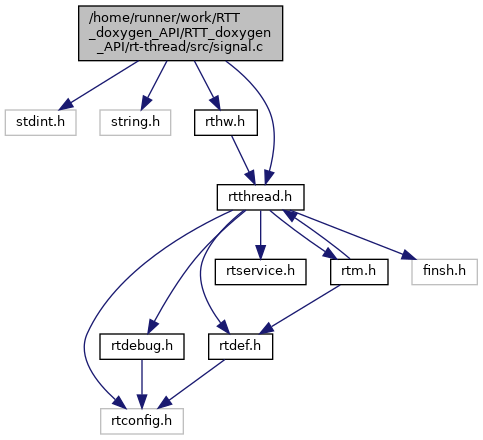 /home/runner/work/RTT
_doxygen_API/RTT_doxygen
_API/rt-thread/src/signal.c
stdint.h
string.h
rthw.h
rtthread.h
rtservice.h
rtm.h
finsh.h
rtdebug.h
rtdef.h
rtconfig.h